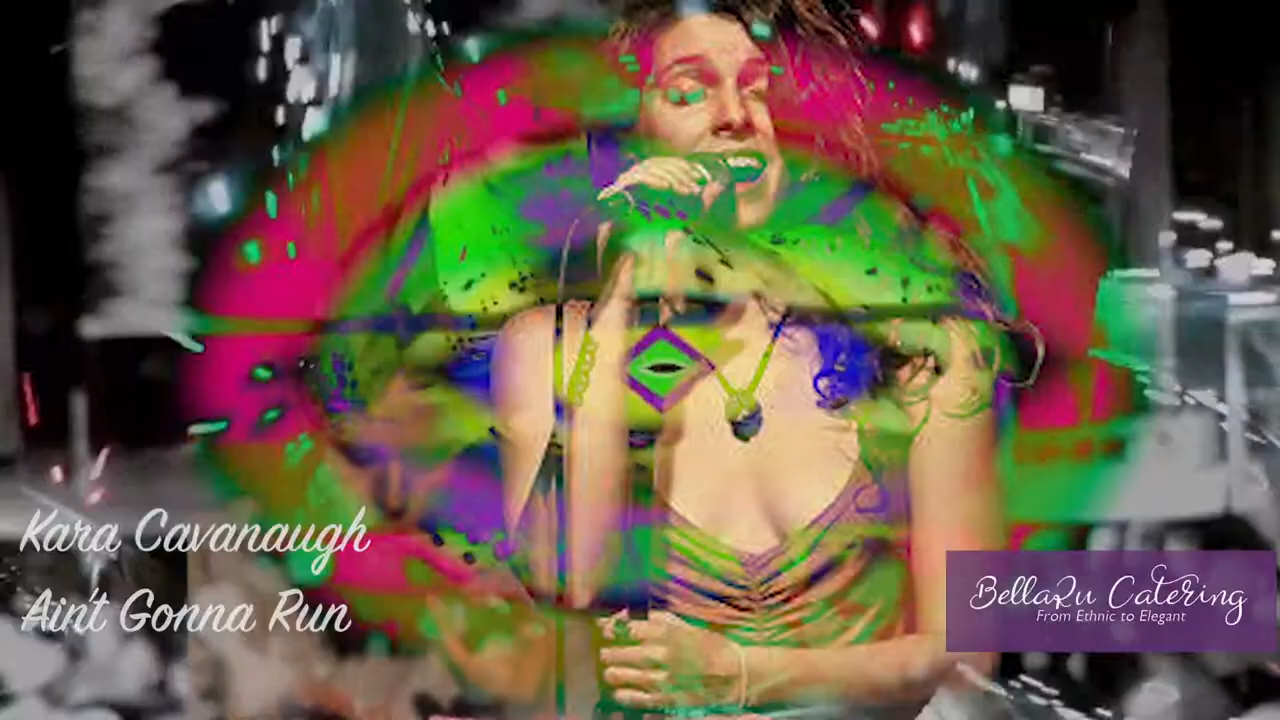 Kara Cavanaugh
Ain't Gonna Run
BellaRu Catering
From Ethnic to Elegant